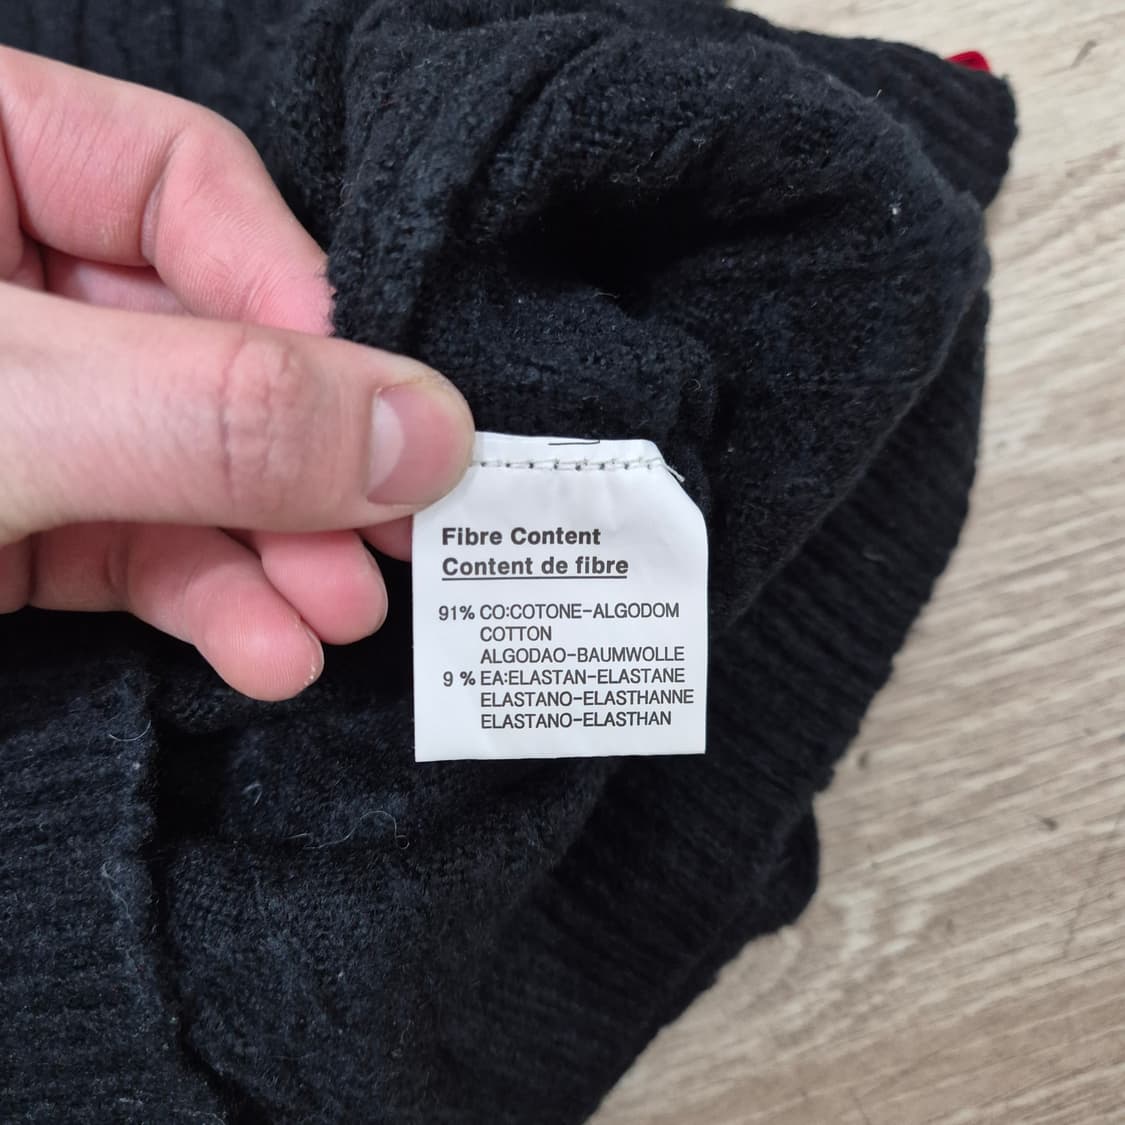 Fibre Content
Content de fibre
91% CO:COTONE-ALGODOM
COTTON
ALGODAO-BAUMWOLLE
9 % EA:ELASTAN-ELASTANE
ELASTANO-ELASTHANNE
ELASTANO-ELASTHAN